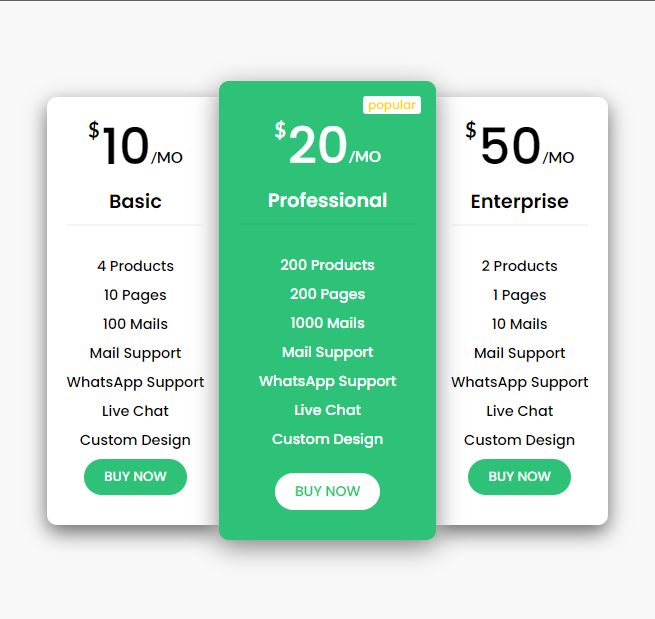 $10/MO
Basic
4 Products
10 Pages
100 Mails
Mail Support
WhatsApp Support
Live Chat
Custom Design
BUY NOW
popular
$20/MO
Professional
200 Products
200 Pages
1000 Mails
Mail Support
WhatsApp Support
Live Chat
Custom Design
BUY NOW
$50/MO
Enterprise
2 Products
1 Pages
10 Mails
Mail Support
WhatsApp Support
Live Chat
Custom Design
BUY NOW